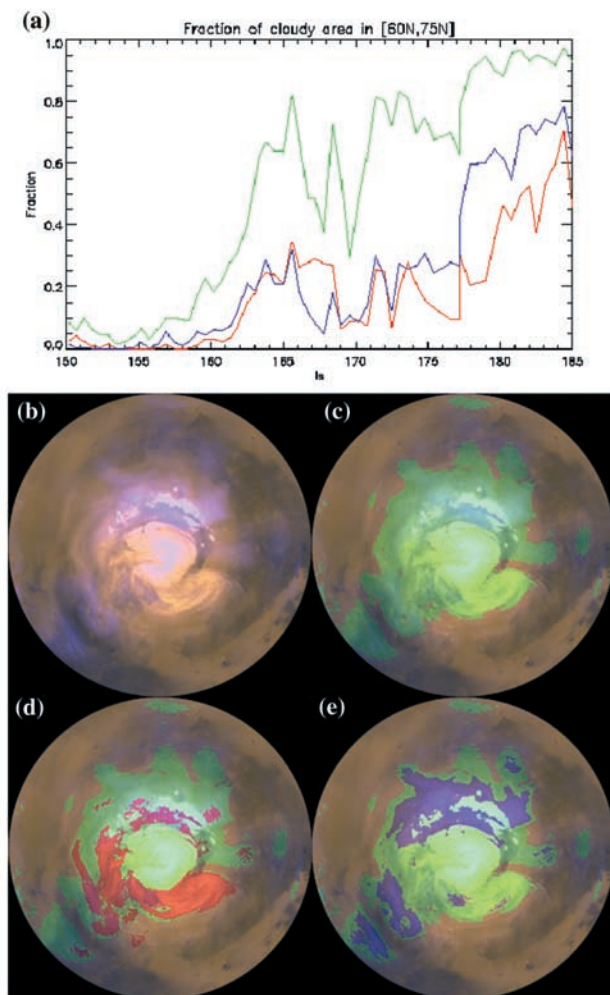 (a)
Fraction of cloudy area in [60N,75N]
1.0
0.8
0.6
0.4
0.2
0.0
Fraction
150 155 160 165 170 175 180 185
ls
(b) (c)
(d) (e)